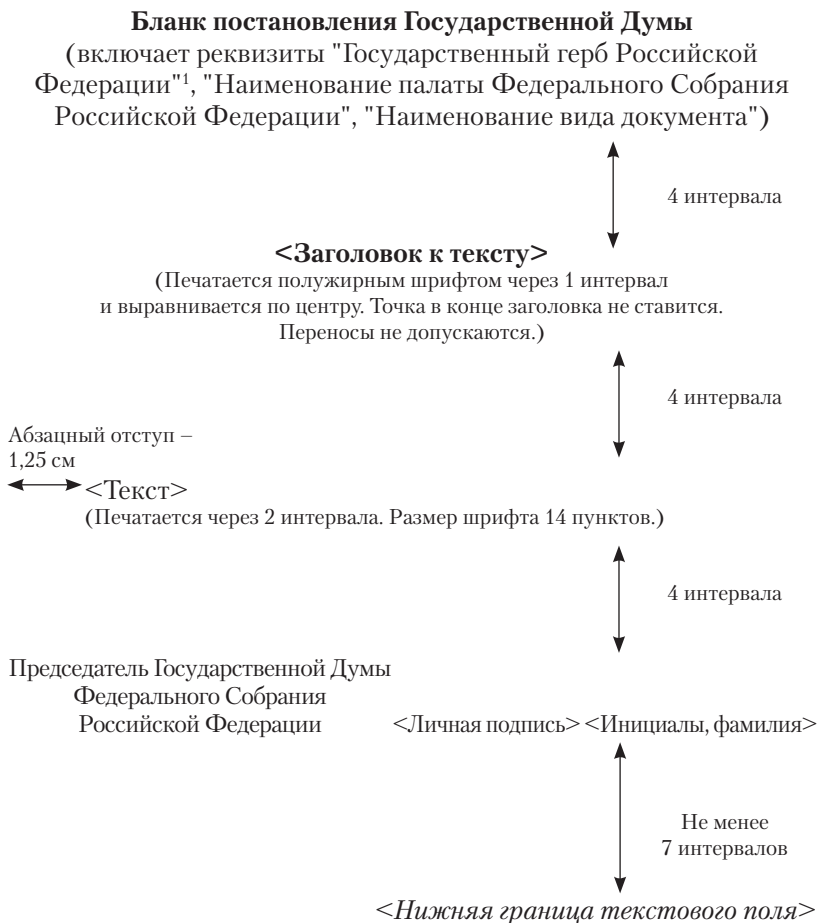 Бланк постановления Государственной Думы
(включает реквизиты "Государственный герб Российской
Федерации"¹, "Наименование палаты Федерального Собрания
Российской Федерации", "Наименование вида документа")
4 интервала
<Заголовок к тексту>
(Печатается полужирным шрифтом через 1 интервал
и выравнивается по центру. Точка в конце заголовка не ставится.
Переносы не допускаются.)
4 интервала
Абзацный отступ –
1,25 см
<Текст>
(Печатается через 2 интервала. Размер шрифта 14 пунктов.)
4 интервала
Председатель Государственной Думы
Федерального Собрания
Российской Федерации <Личная подпись> <Инициалы, фамилия>
Не менее
7 интервалов
<Нижняя граница текстового поля>